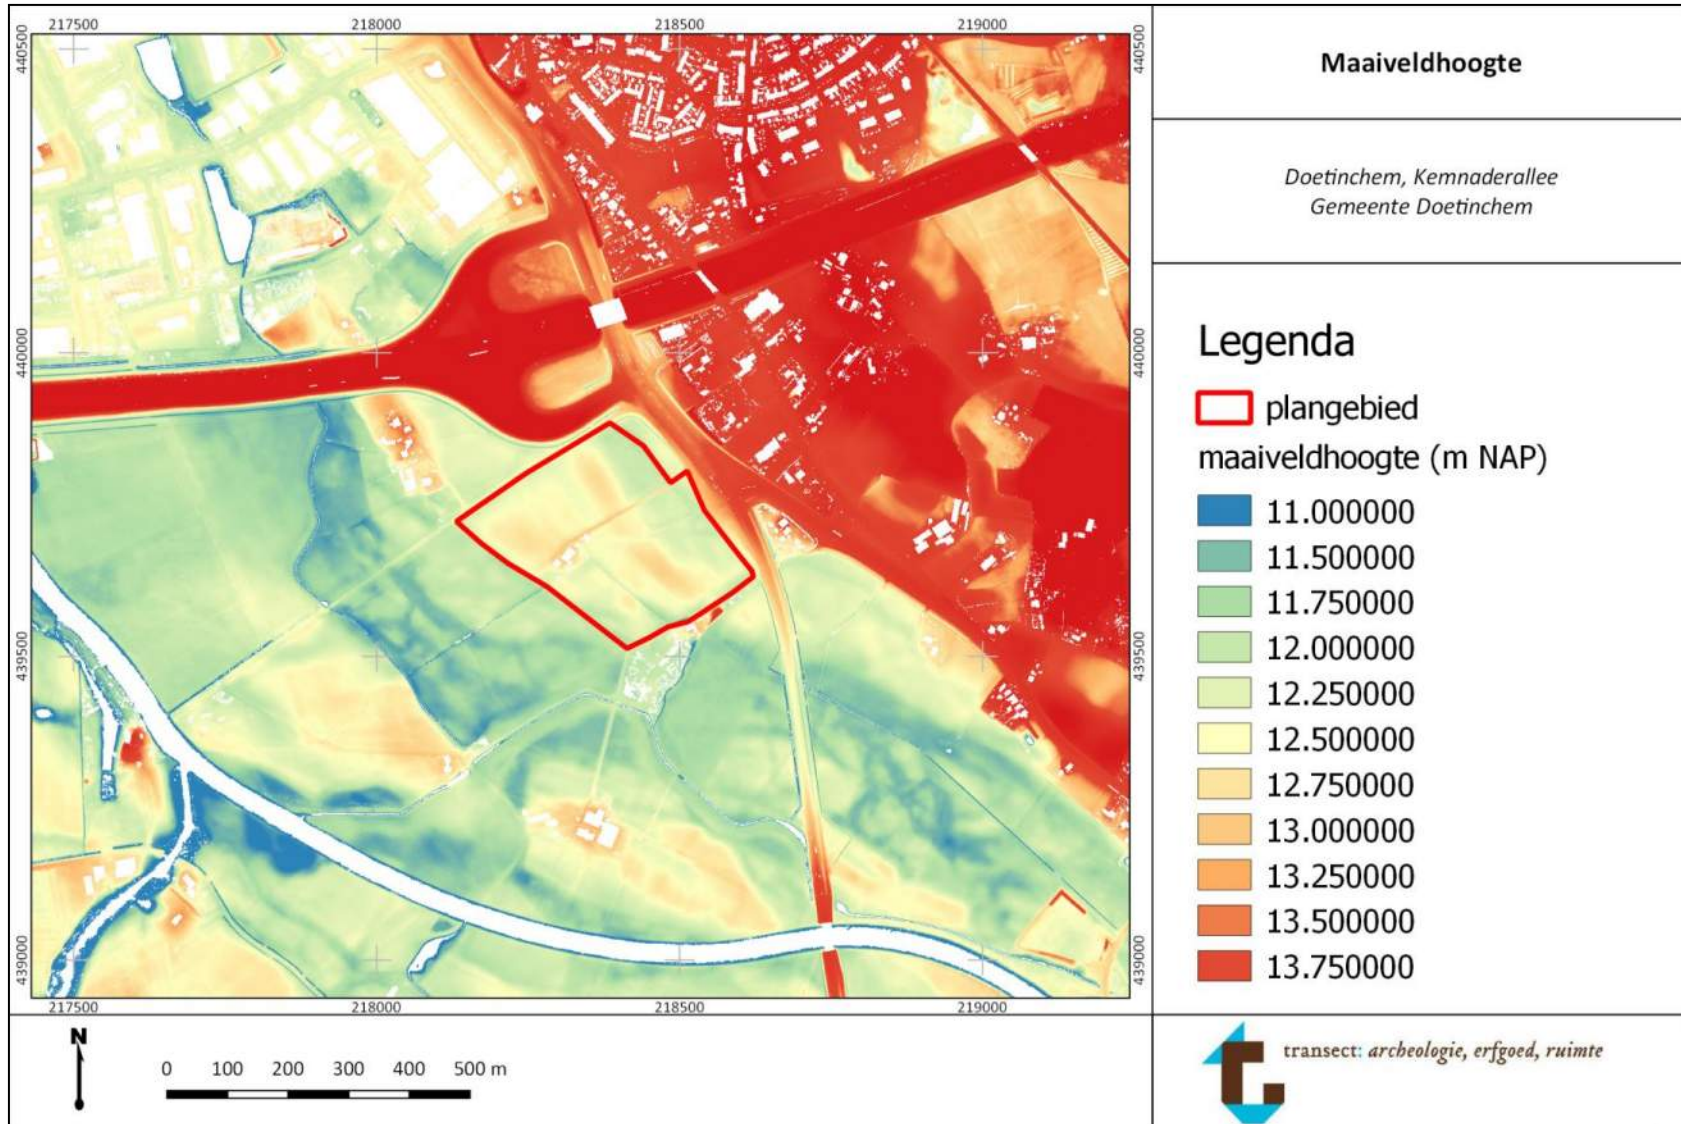 217500 218000 218500 219000
440500
440000
439500
439000
440500
440000
439500
439000
217500 218000 218500 219000
N
0 100 200 300 400 500 m
Maaiveldhoogte
Doetinchem, Kemnaderallee
Gemeente Doetinchem
Legenda
plangebied
maaiveldhoogte (m NAP)
11.000000
11.500000
11.750000
12.000000
12.250000
12.500000
12.750000
13.000000
13.250000
13.500000
13.750000
transect: archeologie, erfgoed, ruimte